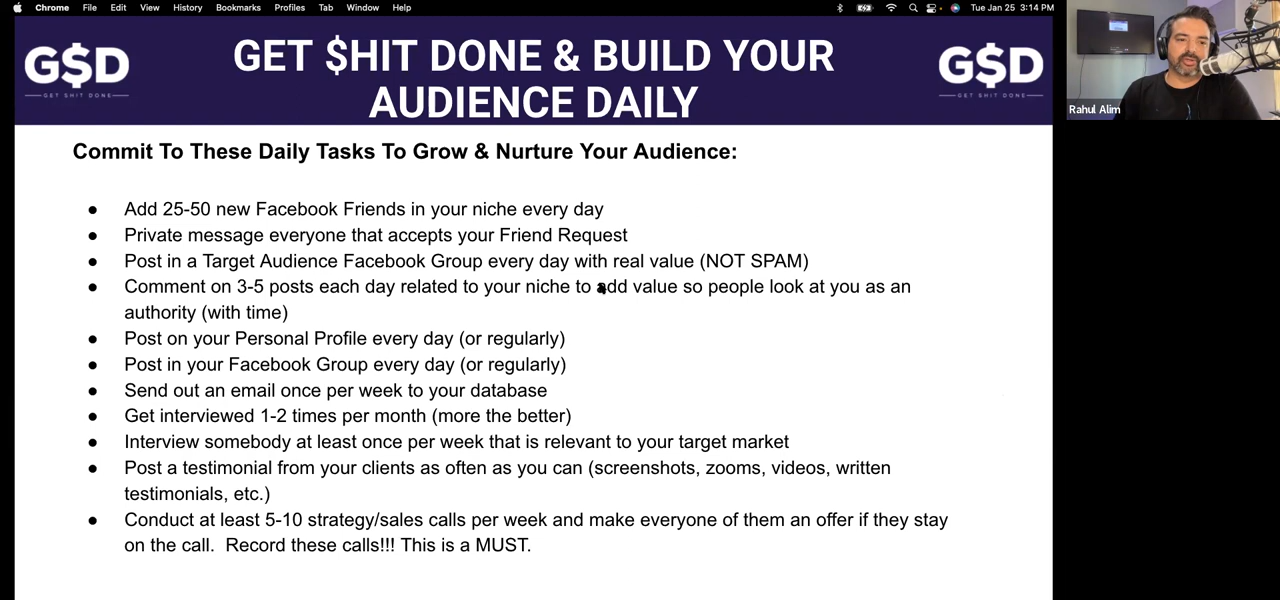 Chrome File Edit View History Bookmarks Profiles Tab Window Help Tue Jan 25 3:14 PM
G$D
GET SHIT DONE
GET $HIT DONE & BUILD YOUR
AUDIENCE DAILY
G$D
GET SHIT DONE
Rahul Alim
Commit To These Daily Tasks To Grow & Nurture Your Audience:
● Add 25-50 new Facebook Friends in your niche every day
● Private message everyone that accepts your Friend Request
● Post in a Target Audience Facebook Group every day with real value (NOT SPAM)
● Comment on 3-5 posts each day related to your niche to add value so people look at you as an
authority (with time)
● Post on your Personal Profile every day (or regularly)
● Post in your Facebook Group every day (or regularly)
● Send out an email once per week to your database
● Get interviewed 1-2 times per month (more the better)
● Interview somebody at least once per week that is relevant to your target market
● Post a testimonial from your clients as often as you can (screenshots, zooms, videos, written
testimonials, etc.)
● Conduct at least 5-10 strategy/sales calls per week and make everyone of them an offer if they stay
on the call.  Record these calls!!! This is a MUST.